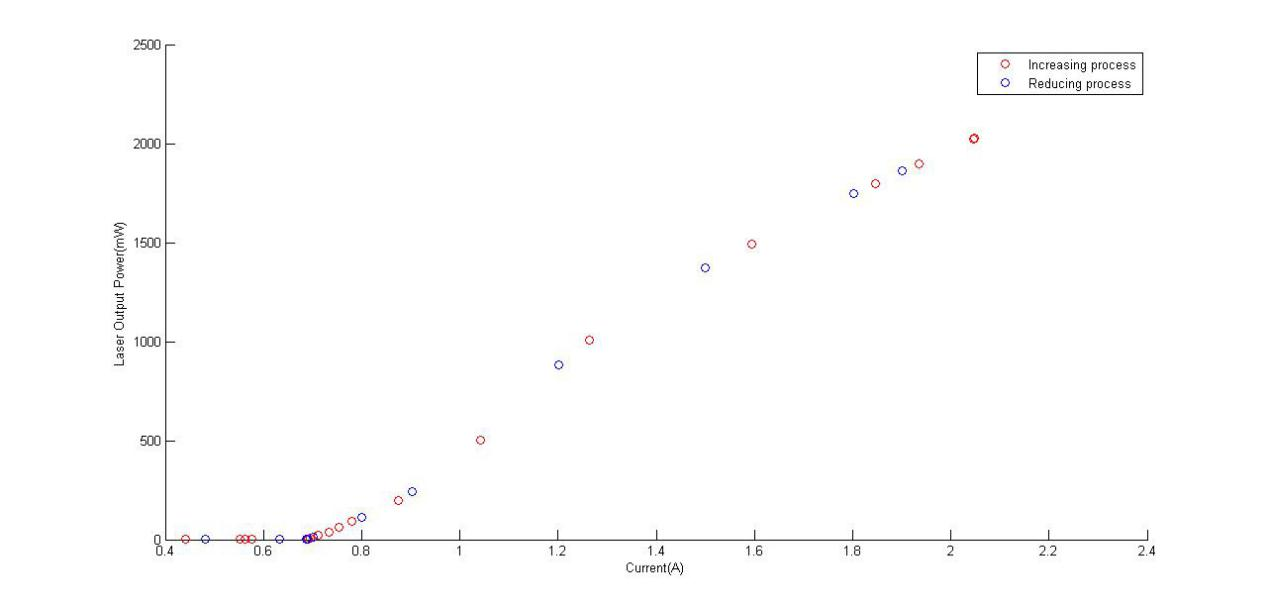 2500
Increasing process
Reducing process
2000
1500
1000
500
0
Laser Output Power(mW)
0.4 0.6 0.8 1 1.2 1.4 1.6 1.8 2 2.2 2.4
Current(A)